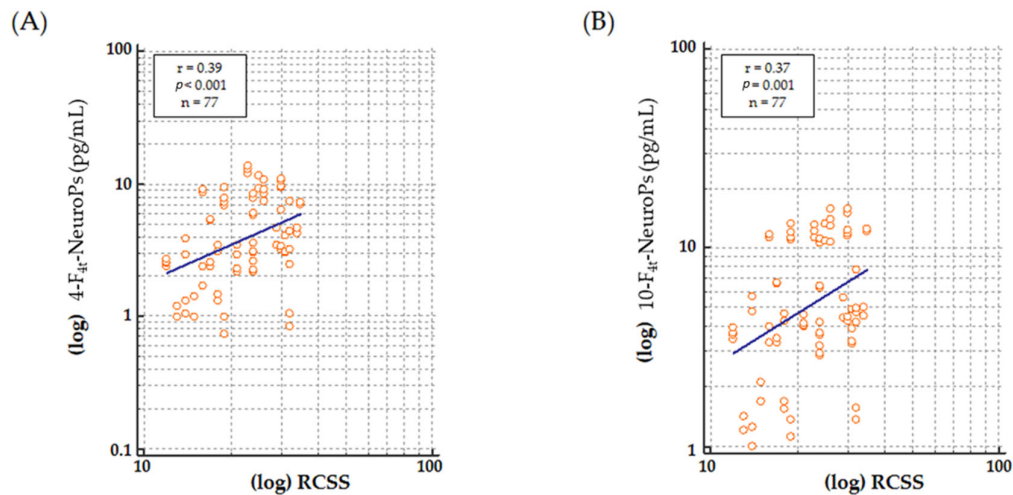 (A)
r = 0.39
p< 0.001
n = 77
100
10
1
0.1
(log) 4-F4t-NeuroPs (pg/mL)
10
100
(log) RCSS
(B)
r = 0.37
p = 0.001
n = 77
100
10
1
(log) 10-F4t-NeuroPs (pg/mL)
10
100
(log) RCSS